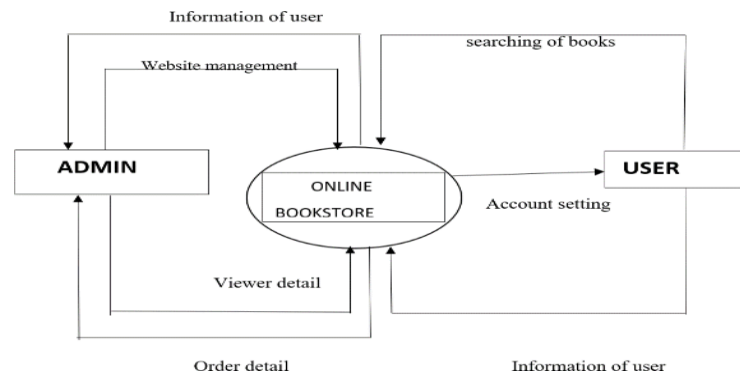 Information of user
searching of books
Website management
ADMIN
ONLINE
BOOKSTORE
USER
Account setting
Viewer detail
Order detail
Information of user